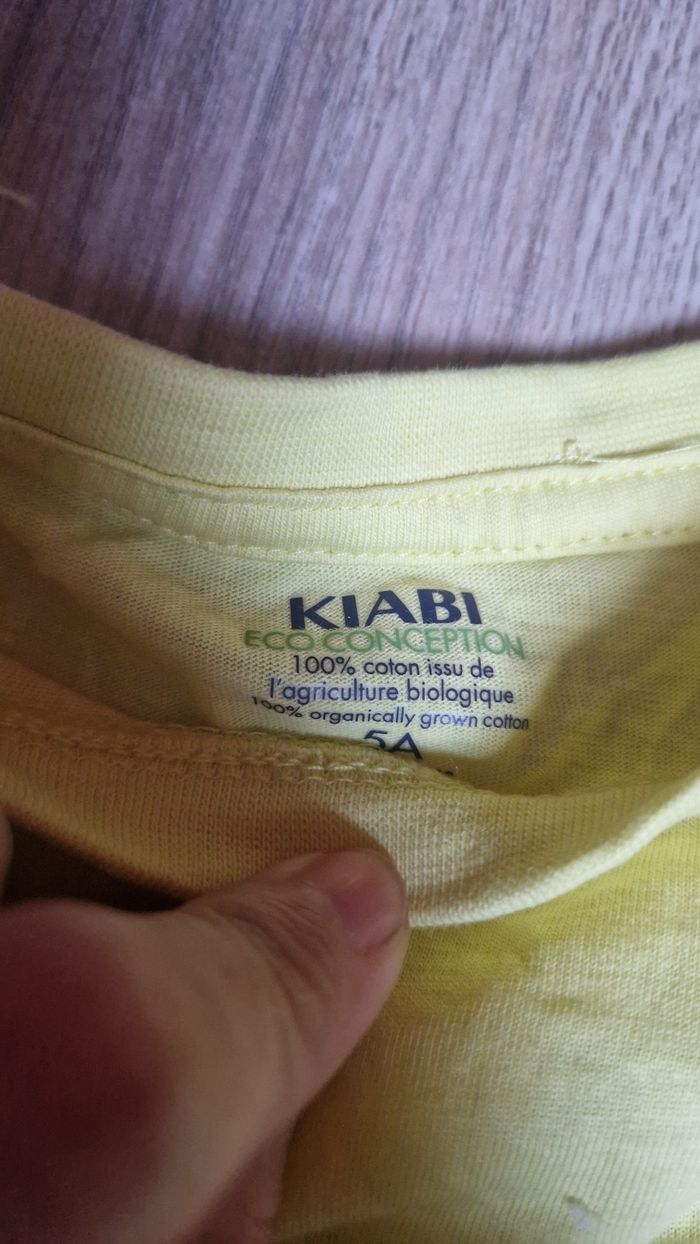 KIABI
ECO CONCEPTION
100% coton issu de
l'agriculture biologique
100% organically grown cotton
5A